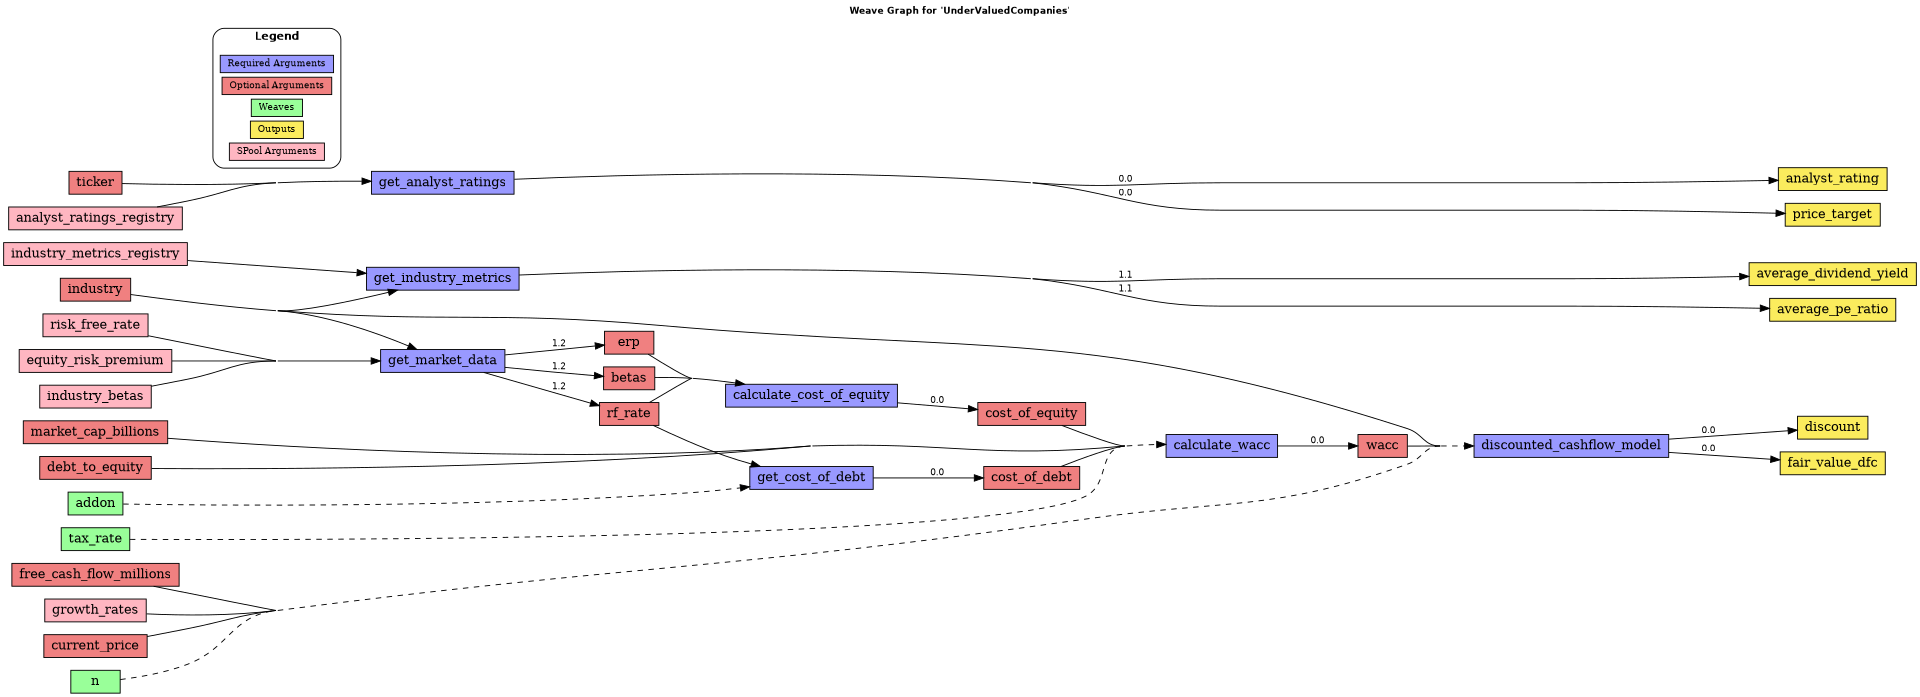 Weave Graph for 'UnderValuedCompanies'
Legend
Required Arguments
Optional Arguments
Weaves
Outputs
SPool Arguments
ticker
get_analyst_ratings
0.0
analyst_rating
analyst_ratings_registry
0.0
price_target
industry_metrics_registry
get_industry_metrics
1.1
average_dividend_yield
industry
1.1
average_pe_ratio
risk_free_rate
equity_risk_premium
industry_betas
get_market_data
1.2
erp
1.2
betas
1.2
rf_rate
calculate_cost_of_equity
0.0
cost_of_equity
market_cap_billions
debt_to_equity
addon
tax_rate
get_cost_of_debt
0.0
cost_of_debt
calculate_wacc
0.0
wacc
discounted_cashflow_model
0.0
discount
0.0
fair_value_dfc
free_cash_flow_millions
growth_rates
current_price
n